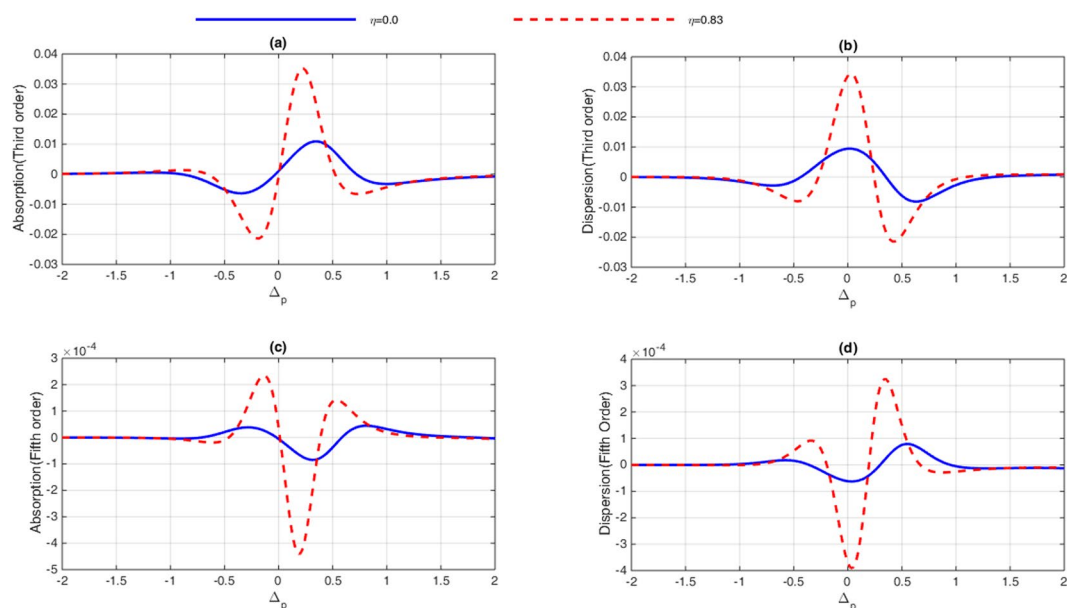 η=0.0 η=0.83
(a) (b)
0.04 0.04
0.03 0.03
0.02 0.02
0.01 0.01
0 0
-0.01 -0.01
-0.02 -0.02
-0.03 -0.03
-2 -1.5 -1 -0.5 0 0.5 1 1.5 2 -2 -1.5 -1 -0.5 0 0.5 1 1.5 2
Absorption(Third order) Dispersion(Third order)
Δp Δp
(c) (d)
×10-4 ×10-4
3 4
2 3
1 2
0 1
-1 0
-2 -1
-3 -2
-4 -3
-5 -4
-2 -1.5 -1 -0.5 0 0.5 1 1.5 2 -2 -1.5 -1 -0.5 0 0.5 1 1.5 2
Absorption(Fifth order) Dispersion(Fifth Order)
Δp Δp